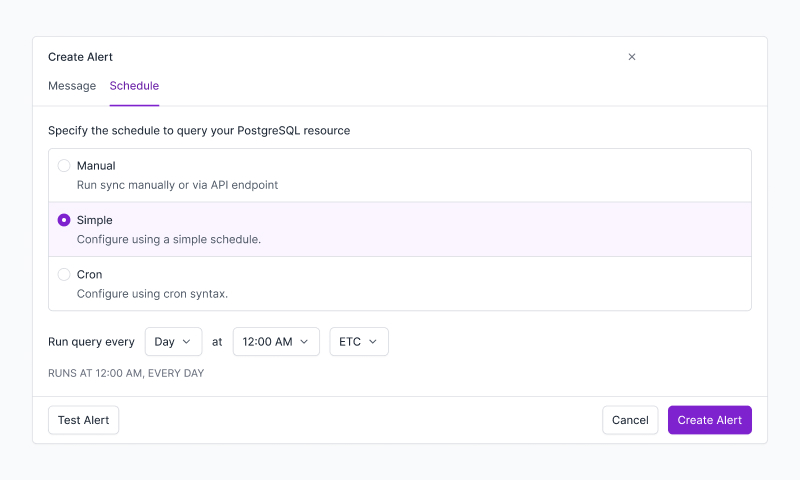 Create Alert
Message Schedule
Specify the schedule to query your PostgreSQL resource
Manual
Run sync manually or via API endpoint
Simple
Configure using a simple schedule.
Cron
Configure using cron syntax.
Run query every Day at 12:00 AM ETC
RUNS AT 12:00 AM, EVERY DAY
Test Alert Cancel Create Alert